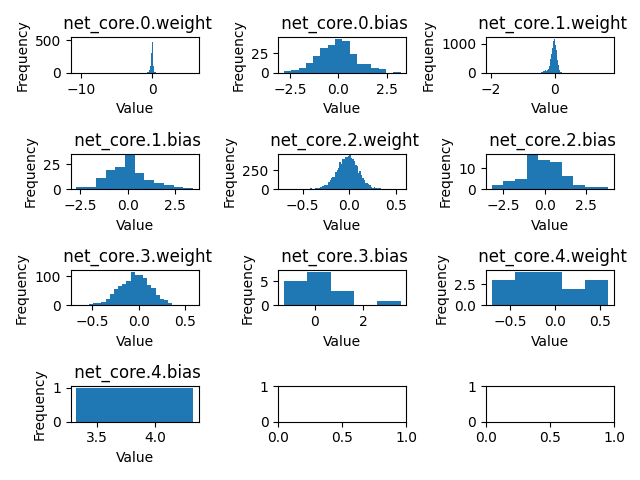 net_core.0.weight
Frequency
500
0
−10
0
Value
net_core.0.bias
Frequency
25
0
−2.5
0.0
2.5
Value
net_core.1.weight
Frequency
1000
0
−2
0
Value
net_core.1.bias
Frequency
25
0
−2.5
0.0
2.5
Value
net_core.2.weight
Frequency
250
0
−0.5
0.0
0.5
Value
net_core.2.bias
Frequency
10
0
−2.5
0.0
2.5
Value
net_core.3.weight
Frequency
100
0
−0.5
0.0
0.5
Value
net_core.3.bias
Frequency
5
0
0
2
Value
net_core.4.weight
Frequency
2.5
0.0
−0.5
0.0
0.5
Value
net_core.4.bias
Frequency
1
0
3.5
4.0
Value
1
0
0.0
0.5
1.0
1
0
0.0
0.5
1.0